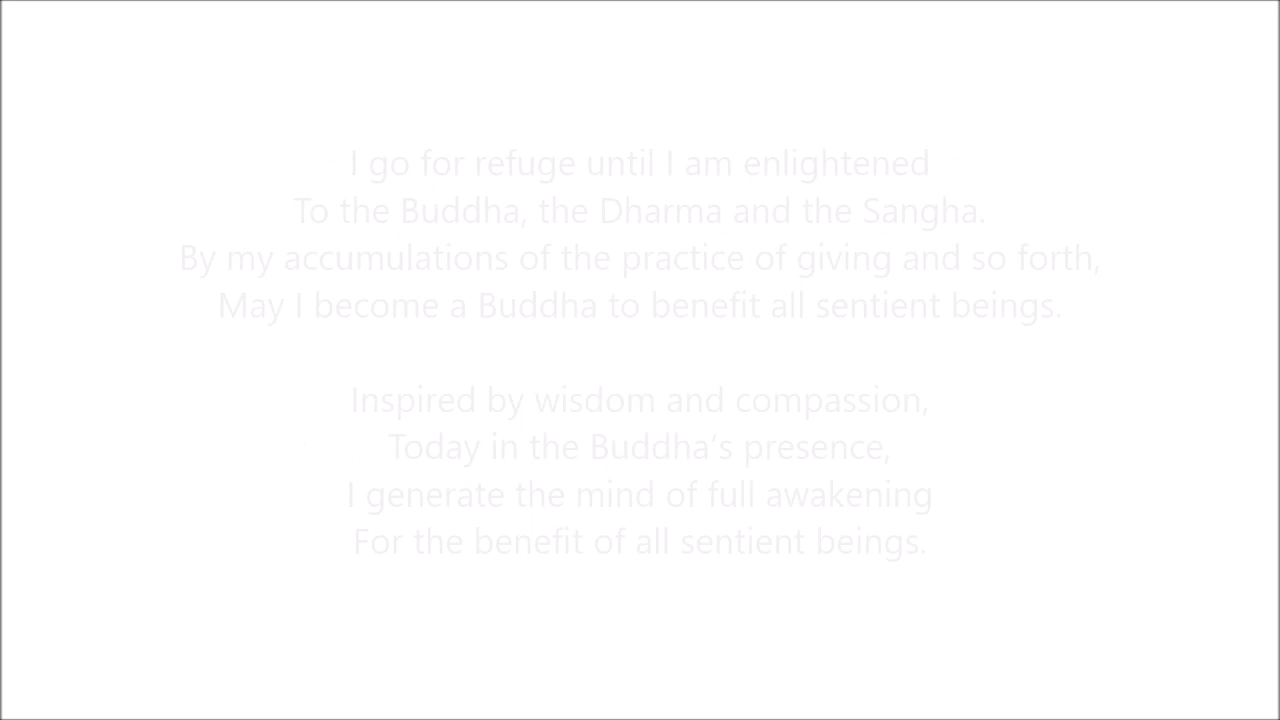 I go for refuge until I am enlightened
To the Buddha, the Dharma and the Sangha.
By my accumulations of the practice of giving and so forth,
May I become a Buddha to benefit all sentient beings.
Inspired by wisdom and compassion,
Today in the Buddha's presence,
I generate the mind of full awakening
For the benefit of all sentient beings.